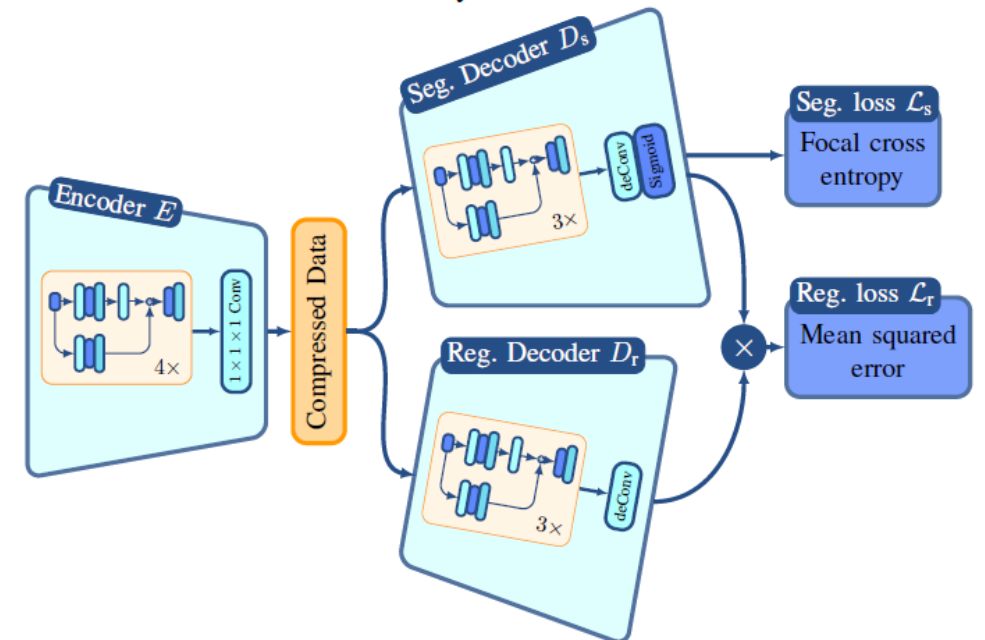 Encoder E
4×
1 × 1 × 1 Conv
Compressed Data
Seg. Decoder Dₛ
3×
deConv
Sigmoid
Reg. Decoder Dᵣ
3×
deConv
×
Seg. loss ℒₛ
Focal cross
entropy
Reg. loss ℒᵣ
Mean squared
error